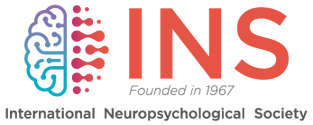 INS
Founded in 1967
International Neuropsychological Society